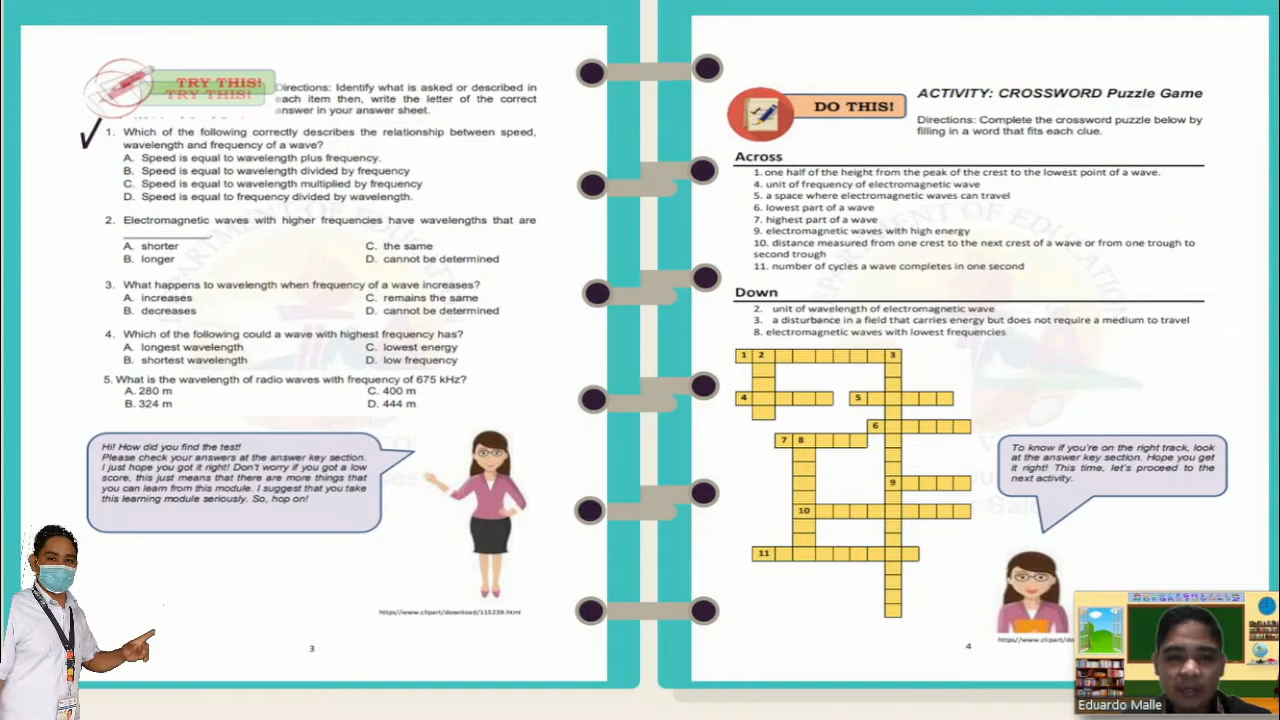 TRY THIS!
TRY THIS!
Directions: Identify what is asked or described in
each item then, write the letter of the correct
answer in your answer sheet.
1. Which of the following correctly describes the relationship between speed,
wavelength and frequency of a wave?
A. Speed is equal to wavelength plus frequency.
B. Speed is equal to wavelength divided by frequency
C. Speed is equal to wavelength multiplied by frequency
D. Speed is equal to frequency divided by wavelength.
2. Electromagnetic waves with higher frequencies have wavelengths that are
____________.
A. shorter C. the same
B. longer D. cannot be determined
3. What happens to wavelength when frequency of a wave increases?
A. increases C. remains the same
B. decreases D. cannot be determined
4. Which of the following could a wave with highest frequency has?
A. longest wavelength C. lowest energy
B. shortest wavelength D. low frequency
5. What is the wavelength of radio waves with frequency of 675 kHz?
A. 280 m C. 400 m
B. 324 m D. 444 m
Hi! How did you find the test!
Please check your answers at the answer key section.
I just hope you got it right! Don't worry if you got a low
score, this just means that there are more things that
you can learn from this module. I suggest that you take
this learning module seriously. So, hop on!
https//www.clipart/download/115239.html
3
DO THIS!
ACTIVITY: CROSSWORD Puzzle Game
Directions: Complete the crossword puzzle below by
filling in a word that fits each clue.
Across
1. one half of the height from the peak of the crest to the lowest point of a wave.
4. unit of frequency of electromagnetic wave
5. a space where electromagnetic waves can travel
6. lowest part of a wave
7. highest part of a wave
9. electromagnetic waves with high energy
10. distance measured from one crest to the next crest of a wave or from one trough to
second trough
11. number of cycles a wave completes in one second
Down
2. unit of wavelength of electromagnetic wave
3. a disturbance in a field that carries energy but does not require a medium to travel
8. electromagnetic waves with lowest frequencies
1 2 3
4 5
6
7 8
9
10
11
To know if you're on the right track, look
at the answer key section. Hope you get
it right! This time, let's proceed to the
next activity.
https//www.clipart/do
4
Eduardo Malle